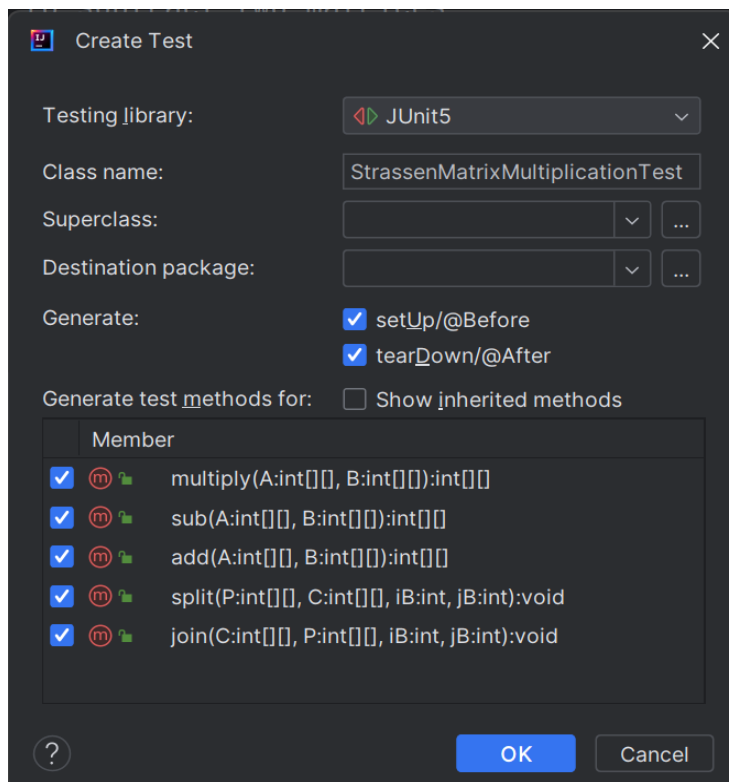 Create Test
Testing library:
JUnit5
Class name:
StrassenMatrixMultiplicationTest
Superclass:
...
Destination package:
...
Generate:
setUp/@Before
tearDown/@After
Generate test methods for:
Show inherited methods
Member
multiply(A:int[][], B:int[][]):int[][]
sub(A:int[][], B:int[][]):int[][]
add(A:int[][], B:int[][]):int[][]
split(P:int[][], C:int[][], iB:int, jB:int):void
join(C:int[][], P:int[][], iB:int, jB:int):void
?
OK
Cancel